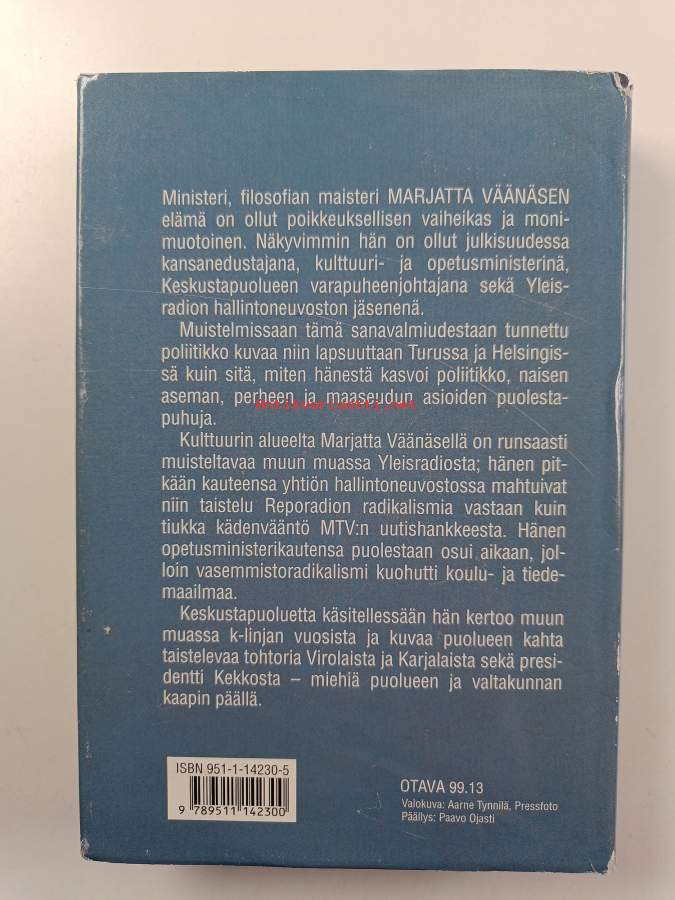 Ministeri, filosofian maisteri MARJATTA VÄÄNÄSEN
elämä on ollut poikkeuksellisen vaiheikas ja moni-
muotoinen. Näkyvimmin hän on ollut julkisuudessa
kansanedustajana, kulttuuri- ja opetusministerinä,
Keskustapuolueen varapuheenjohtajana sekä Yleis-
radion hallintoneuvoston jäsenenä.
Muistelmissaan tämä sanavalmiudestaan tunnettu
poliitikko kuvaa niin lapsuuttaan Turussa ja Helsingis-
sä kuin sitä, miten hänestä kasvoi poliitikko, naisen
aseman, perheen ja maaseudun asioiden puolesta-
puhuja.
Kulttuurin alueelta Marjatta Väänäsellä on runsaasti
muisteltavaa muun muassa Yleisradiosta; hänen pit-
kään kauteensa yhtiön hallintoneuvostossa mahtuivat
niin taistelu Reporadion radikalismia vastaan kuin
tiukka kädenvääntö MTV:n uutishankkeesta. Hänen
opetusministerikautensa puolestaan osui aikaan, jol-
loin vasemmistoradikalismi kuohutti koulu- ja tiede-
maailmaa.
Keskustapuoluetta käsitellessään hän kertoo muun
muassa k-linjan vuosista ja kuvaa puolueen kahta
taistelevaa tohtoria Virolaista ja Karjalaista sekä presi-
dentti Kekkosta – miehiä puolueen ja valtakunnan
kaapin päällä.
ISBN 951-1-14230-5
9 789511 142300
OTAVA 99.13
Valokuva: Aarne Tynnilä, Pressfoto
Päällys: Paavo Ojasti